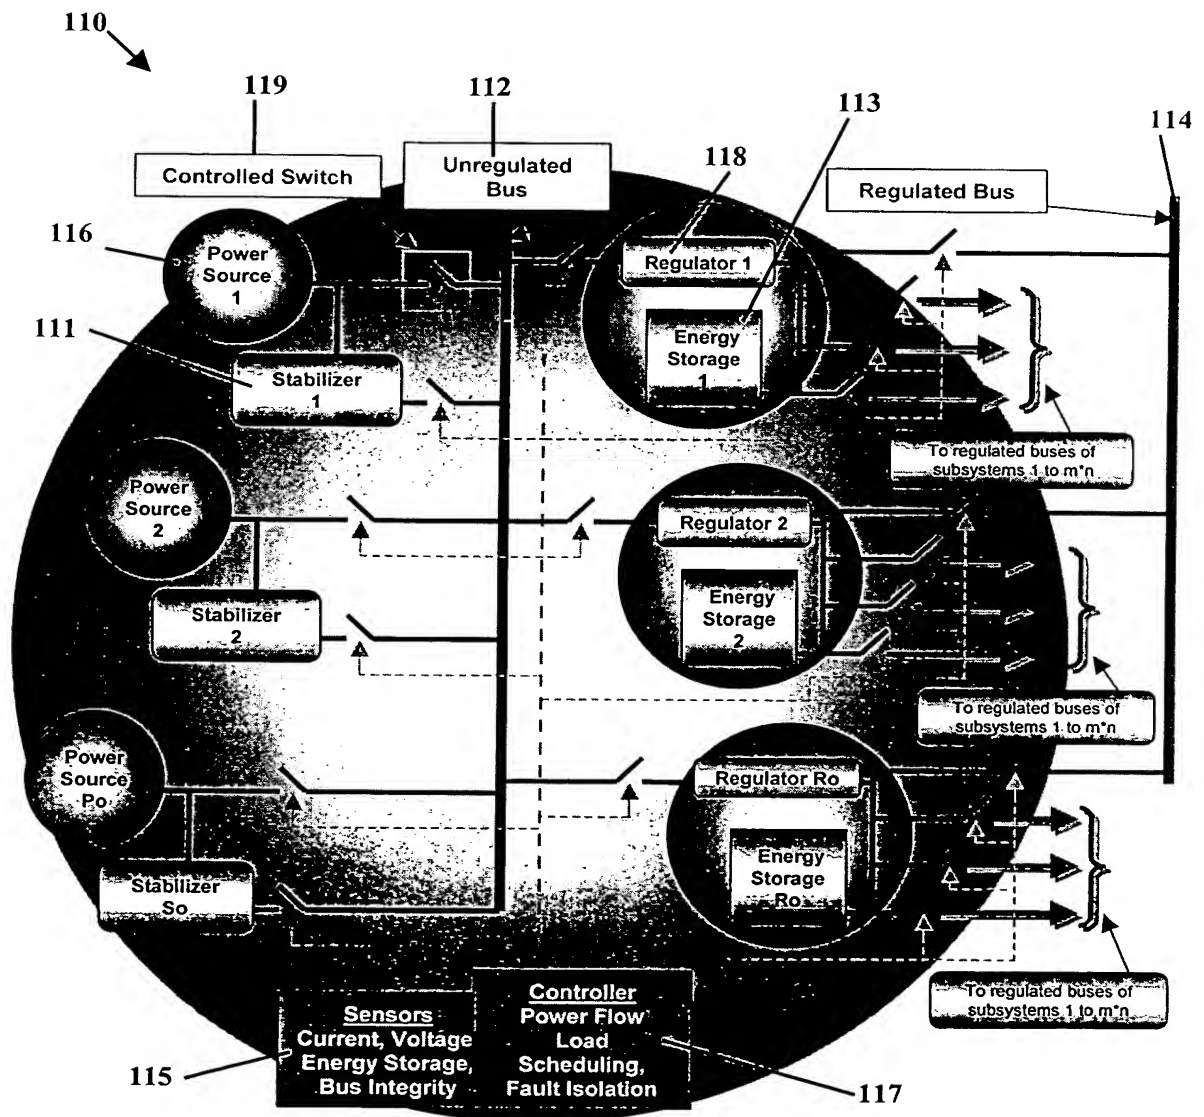 110
119
112
113
114
Controlled Switch
Unregulated
Bus
118
Regulated Bus
116
Power
Source
1
Regulator 1
111
Energy
Storage
1
Stabilizer
1
To regulated buses of
subsystems 1 to m*n
Power
Source
2
Regulator 2
Stabilizer
2
Energy
Storage
2
To regulated buses of
subsystems 1 to m*n
Power
Source
Po
Regulator Ro
Stabilizer
So
Energy
Storage
Ro
To regulated buses of
subsystems 1 to m*n
Sensors
Current, Voltage
Energy Storage,
Bus Integrity
Controller
Power Flow
Load
Scheduling,
Fault Isolation
115
117